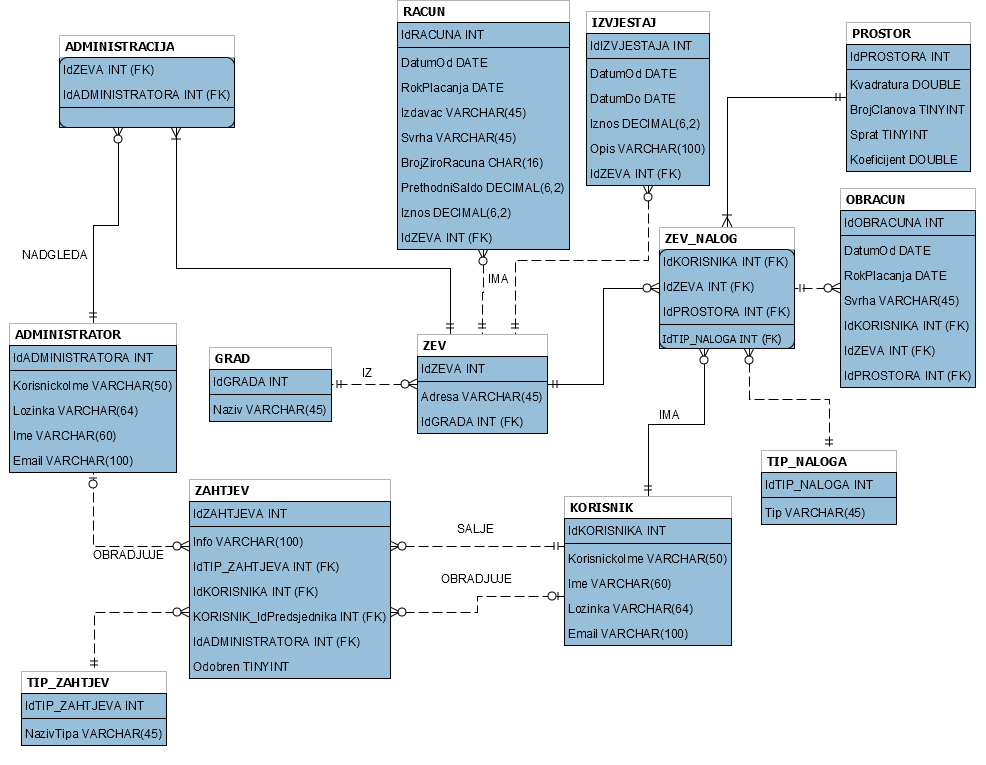 ADMINISTRACIJA
IdZEVA INT (FK)
IdADMINISTRATORA INT (FK)
RACUN
IdRACUNA INT
DatumOd DATE
RokPlacanja DATE
Izdavac VARCHAR(45)
Svrha VARCHAR(45)
BrojZiroRacuna CHAR(16)
PrethodniSaldo DECIMAL(6,2)
Iznos DECIMAL(6,2)
IdZEVA INT (FK)
IZVJESTAJ
IdIZVJESTAJA INT
DatumOd DATE
DatumDo DATE
Iznos DECIMAL(6,2)
Opis VARCHAR(100)
IdZEVA INT (FK)
PROSTOR
IdPROSTORA INT
Kvadratura DOUBLE
BrojClanova TINYINT
Sprat TINYINT
Koeficijent DOUBLE
OBRACUN
IdOBRACUNA INT
DatumOd DATE
RokPlacanja DATE
Svrha VARCHAR(45)
IdKORISNIKA INT (FK)
IdZEVA INT (FK)
IdPROSTORA INT (FK)
ZEV_NALOG
IdKORISNIKA INT (FK)
IdZEVA INT (FK)
IdPROSTORA INT (FK)
IdTIP_NALOGA INT (FK)
NADGLEDA
IMA
ADMINISTRATOR
IdADMINISTRATORA INT
KorisnickoIme VARCHAR(50)
Lozinka VARCHAR(64)
Ime VARCHAR(60)
Email VARCHAR(100)
GRAD
IdGRADA INT
Naziv VARCHAR(45)
IZ
ZEV
IdZEVA INT
Adresa VARCHAR(45)
IdGRADA INT (FK)
IMA
TIP_NALOGA
IdTIP_NALOGA INT
Tip VARCHAR(45)
ZAHTJEV
IdZAHTJEVA INT
Info VARCHAR(100)
IdTIP_ZAHTJEVA INT (FK)
IdKORISNIKA INT (FK)
KORISNIK_IdPredsjednika INT (FK)
IdADMINISTRATORA INT (FK)
Odobren TINYINT
OBRADJUJE
SALJE
OBRADJUJE
KORISNIK
IdKORISNIKA INT
KorisnickoIme VARCHAR(50)
Ime VARCHAR(60)
Lozinka VARCHAR(64)
Email VARCHAR(100)
TIP_ZAHTJEV
IdTIP_ZAHTJEVA INT
NazivTipa VARCHAR(45)